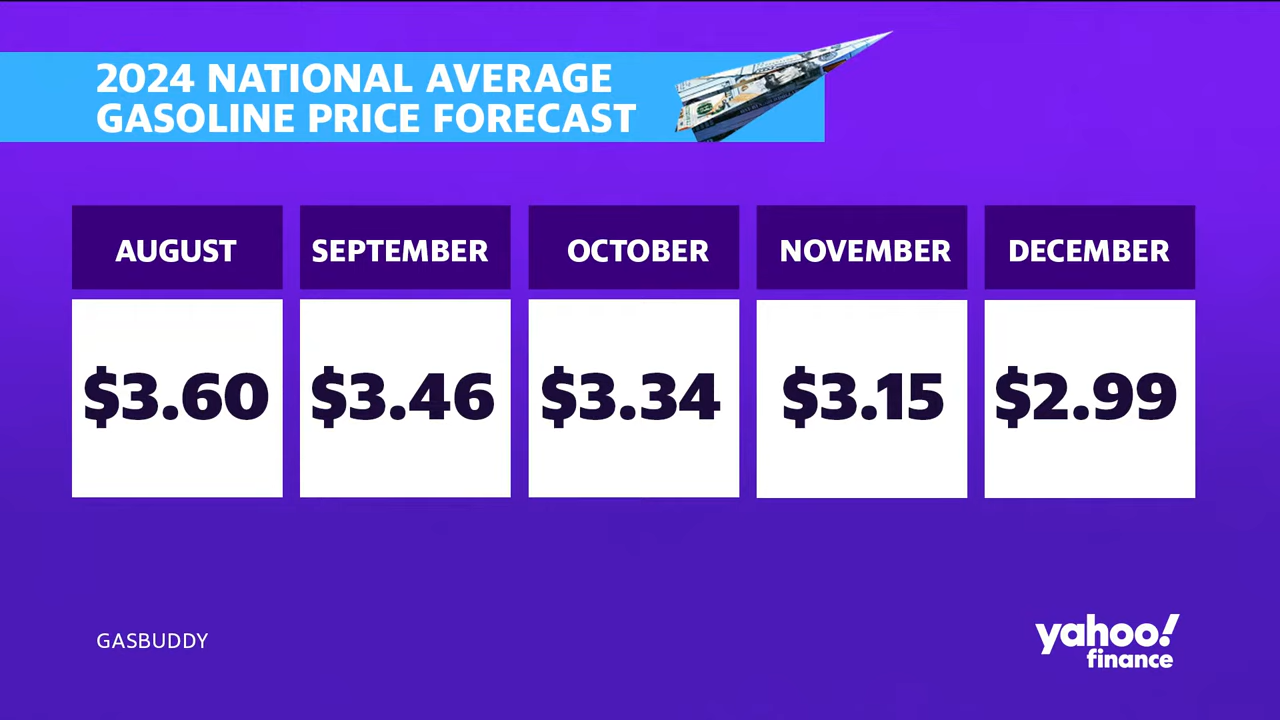 2024 NATIONAL AVERAGE
GASOLINE PRICE FORECAST
AUGUST SEPTEMBER OCTOBER NOVEMBER DECEMBER
$3.60 $3.46 $3.34 $3.15 $2.99
GASBUDDY
yahoo!
finance